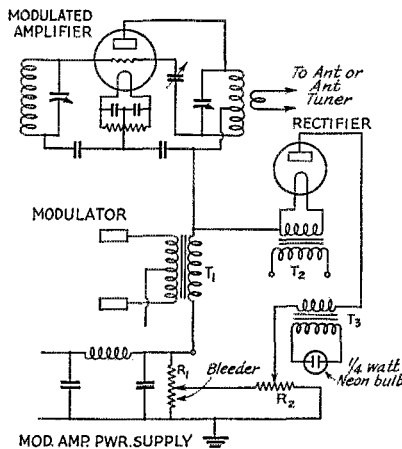 MODULATED
AMPLIFIER
To Ant or
Ant
Tuner
RECTIFIER
MODULATOR
T1
T2
T3
1/4 watt
Neon bulb
R1
Bleeder
R2
MOD. AMP. PWR. SUPPLY